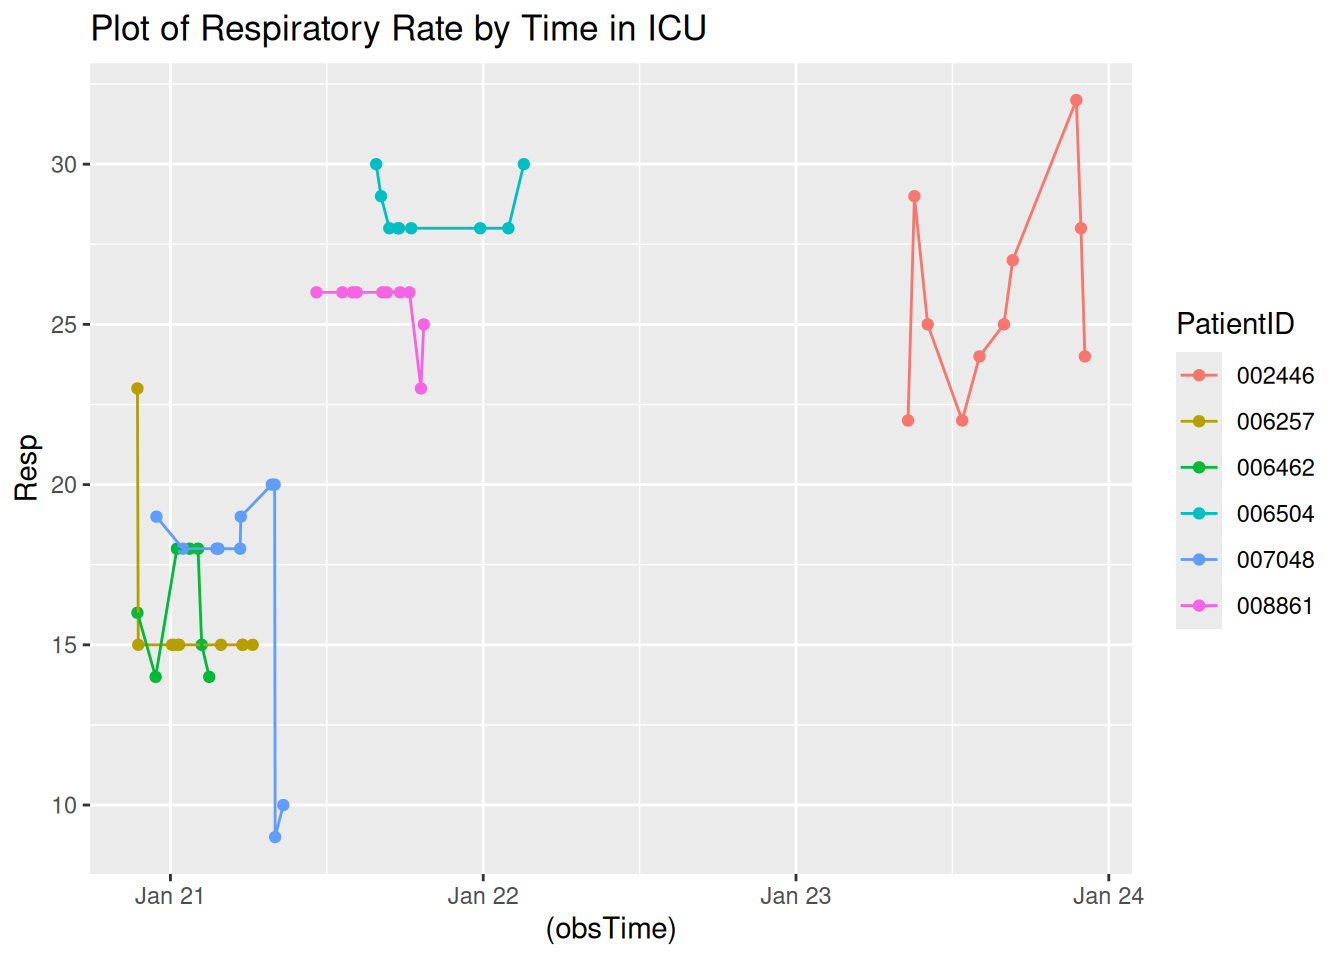 Plot of Respiratory Rate by Time in ICU
30
25
20
15
10
Resp
Jan 21 Jan 22 Jan 23 Jan 24
(obsTime)
PatientID
002446
006257
006462
006504
007048
008861